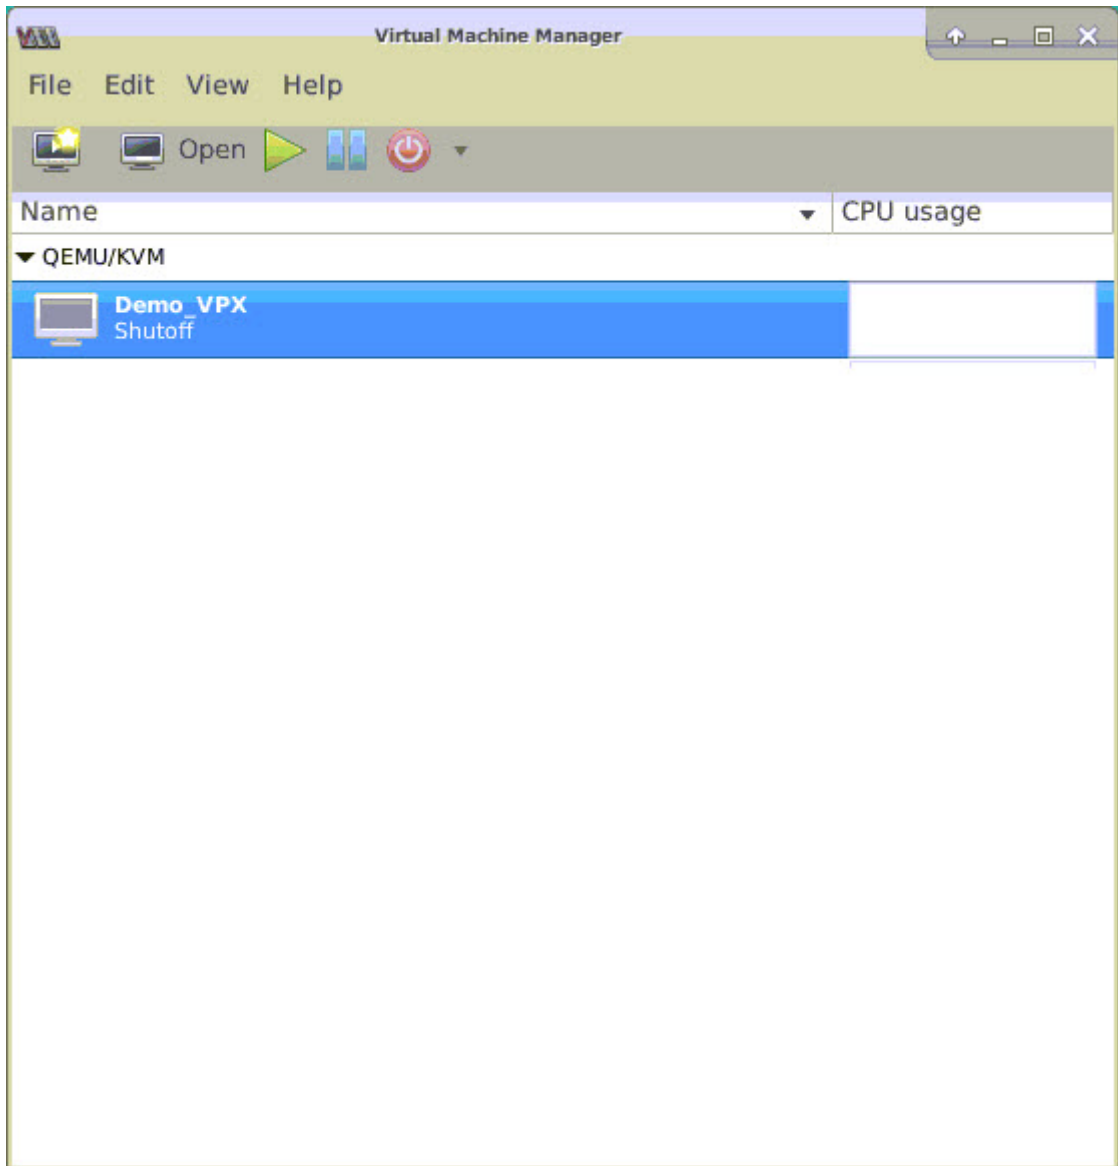 Virtual Machine Manager
File Edit View Help
Open
Name CPU usage
QEMU/KVM
Demo_VPX
Shutoff